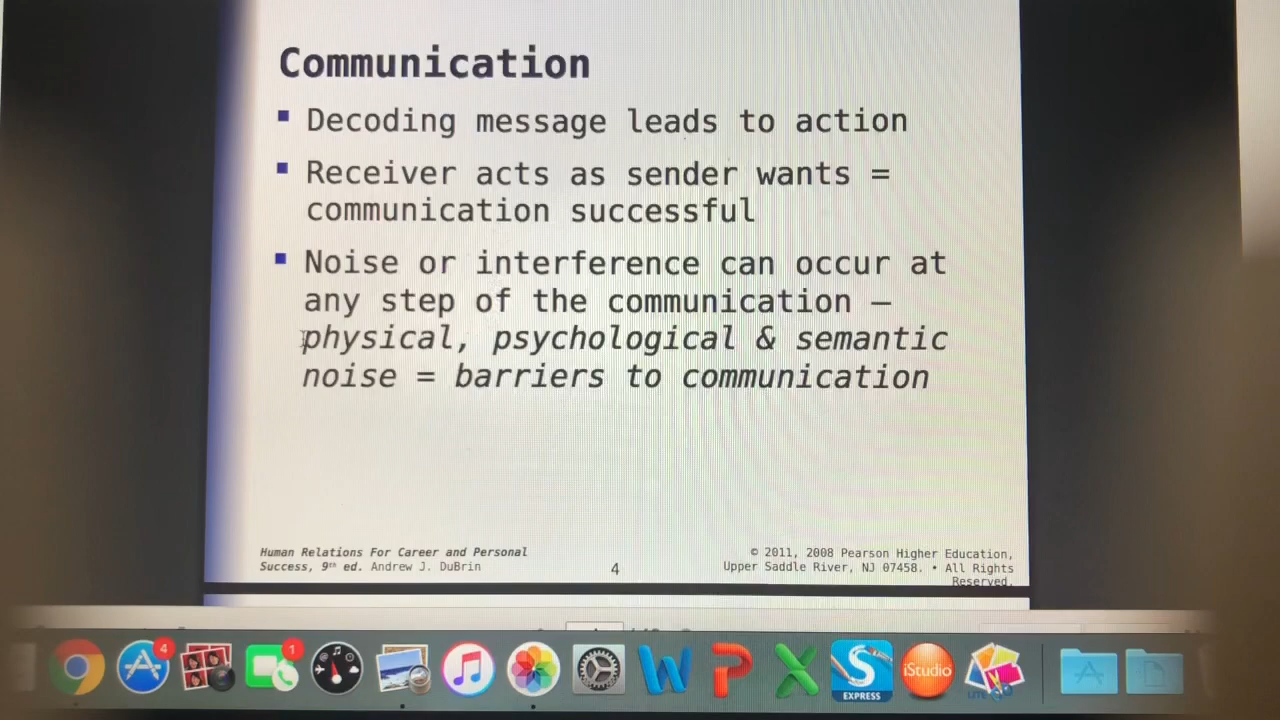 Communication
Decoding message leads to action
Receiver acts as sender wants =
communication successful
Noise or interference can occur at
any step of the communication –
physical, psychological & semantic
noise = barriers to communication
Human Relations For Career and Personal
Success, 9th ed. Andrew J. DuBrin
4
© 2011, 2008 Pearson Higher Education,
Upper Saddle River, NJ 07458. • All Rights
Reserved.
4
1
EXPRESS
iStudio